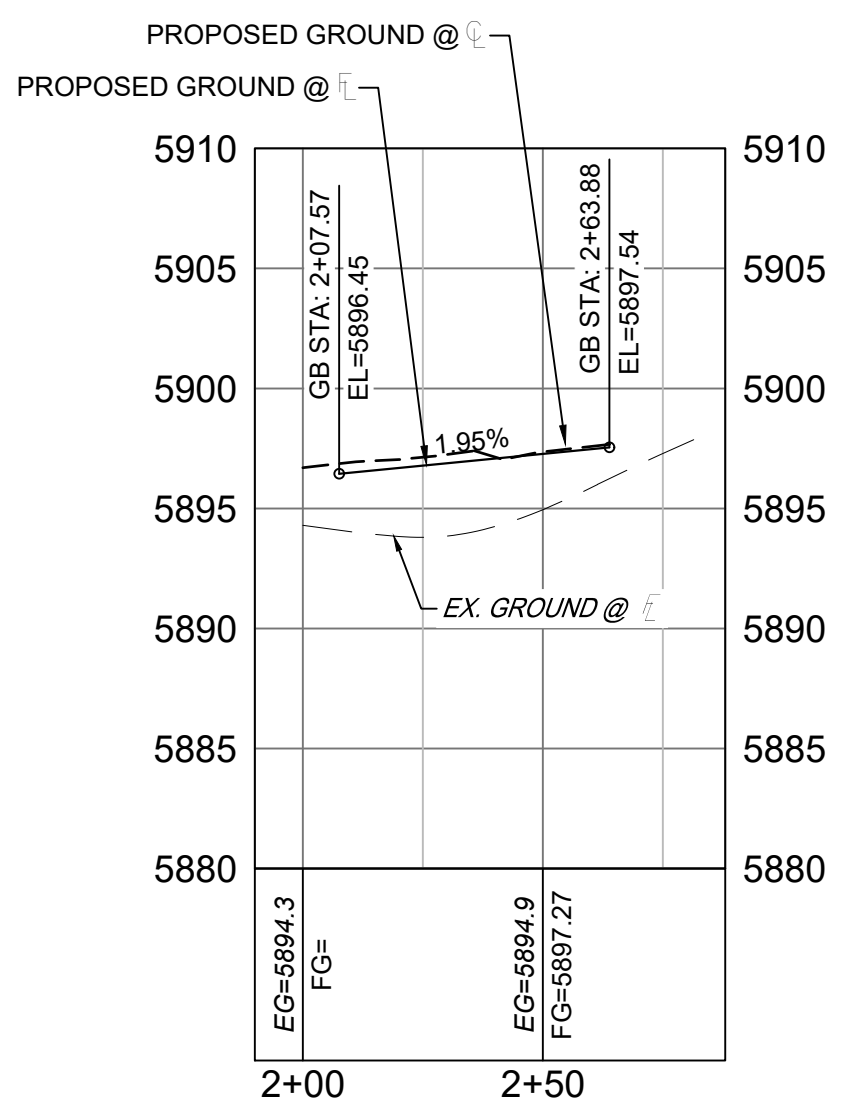 PROPOSED GROUND @ ℄
PROPOSED GROUND @ FL
5910
5910
GB STA: 2+07.57
EL=5896.45
GB STA: 2+63.88
EL=5897.54
5905
5905
5900
5900
1.95%
5895
5895
EX. GROUND @ FL
5890
5890
5885
5885
5880
5880
EG=5894.3
FG=
EG=5894.9
FG=5897.27
2+00
2+50